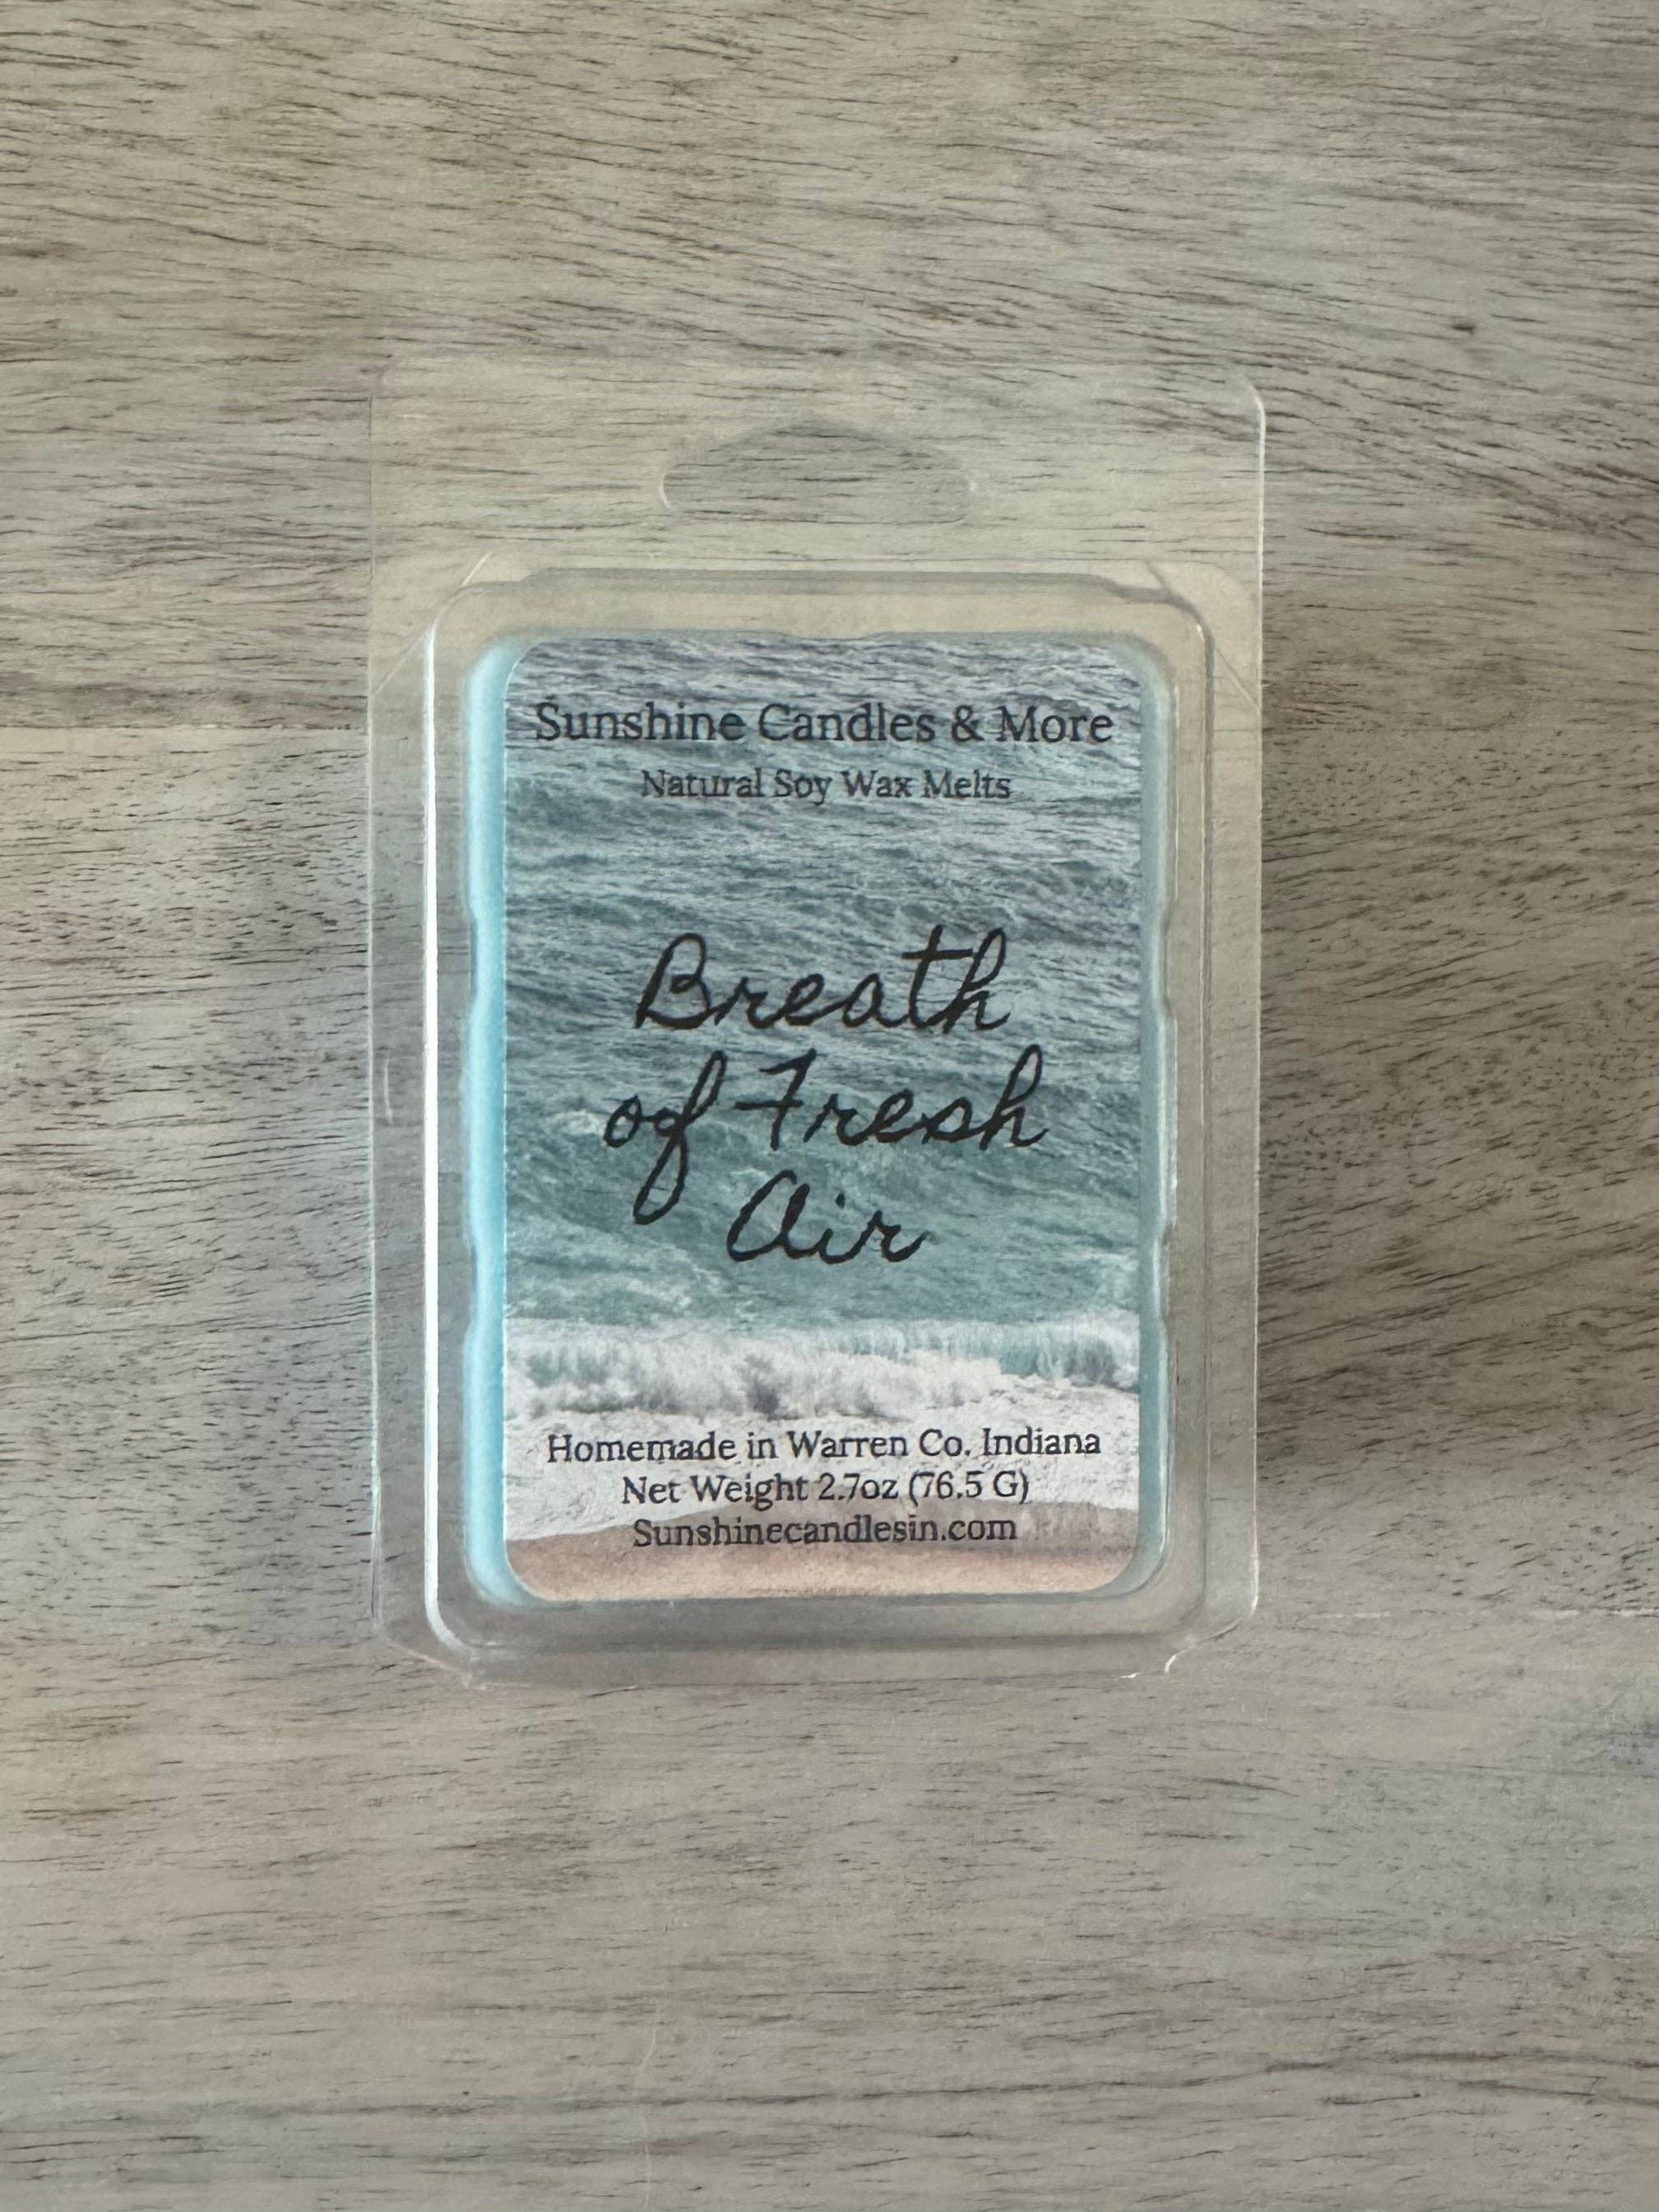 Sunshine Candles & More
Natural Soy Wax Melts
Breath
of Fresh
Air
Homemade in Warren Co. Indiana
Net Weight 2.7oz (76.5 G)
Sunshinecandlesin.com